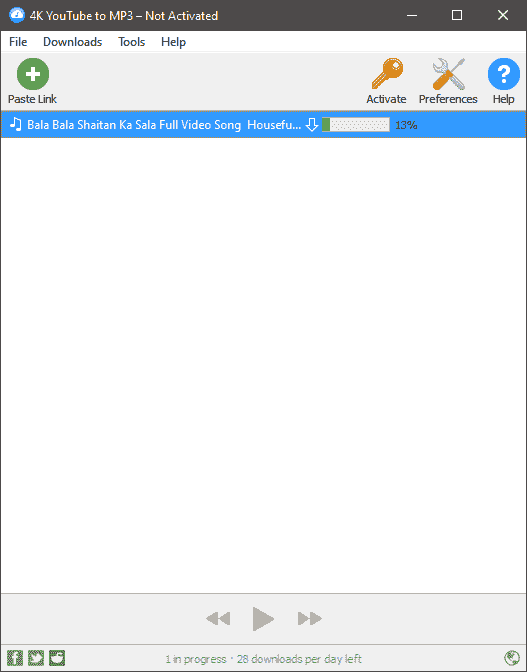 4K YouTube to MP3 – Not Activated
File Downloads Tools Help
Paste Link Activate Preferences Help
Bala Bala Shaitan Ka Sala Full Video Song Housefu... 13%
1 in progress · 28 downloads per day left